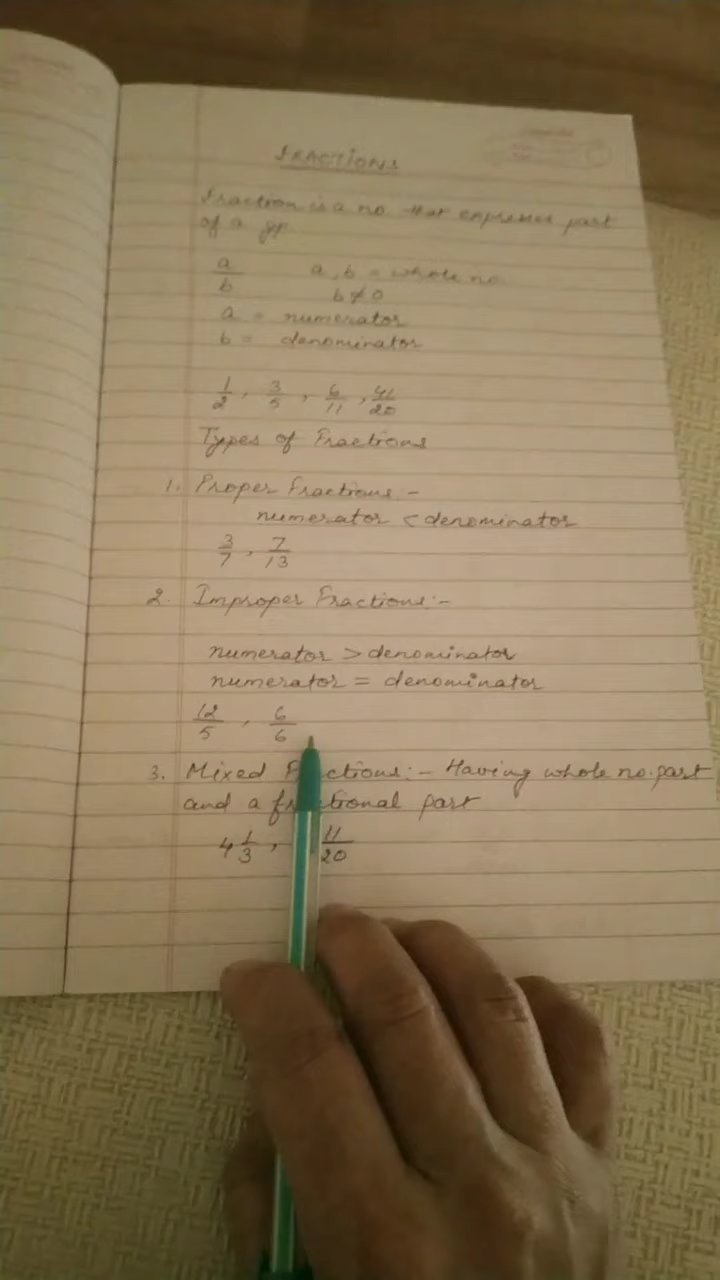 FRACTIONS
Fraction is a no. that expresses part
of a gp.
a/b a, b = whole no.
b ≠ 0
a = numerator
b = denominator
1/2, 3/5, 6/11, 41/20
Types of Fractions
1. Proper Fractions:-
numerator < denominator
3/7, 7/13
2. Improper Fractions:-
numerator > denominator
numerator = denominator
12/5, 6/6
3. Mixed Fractions:- Having whole no. part
and a fractional part
4 1/3, 11/20